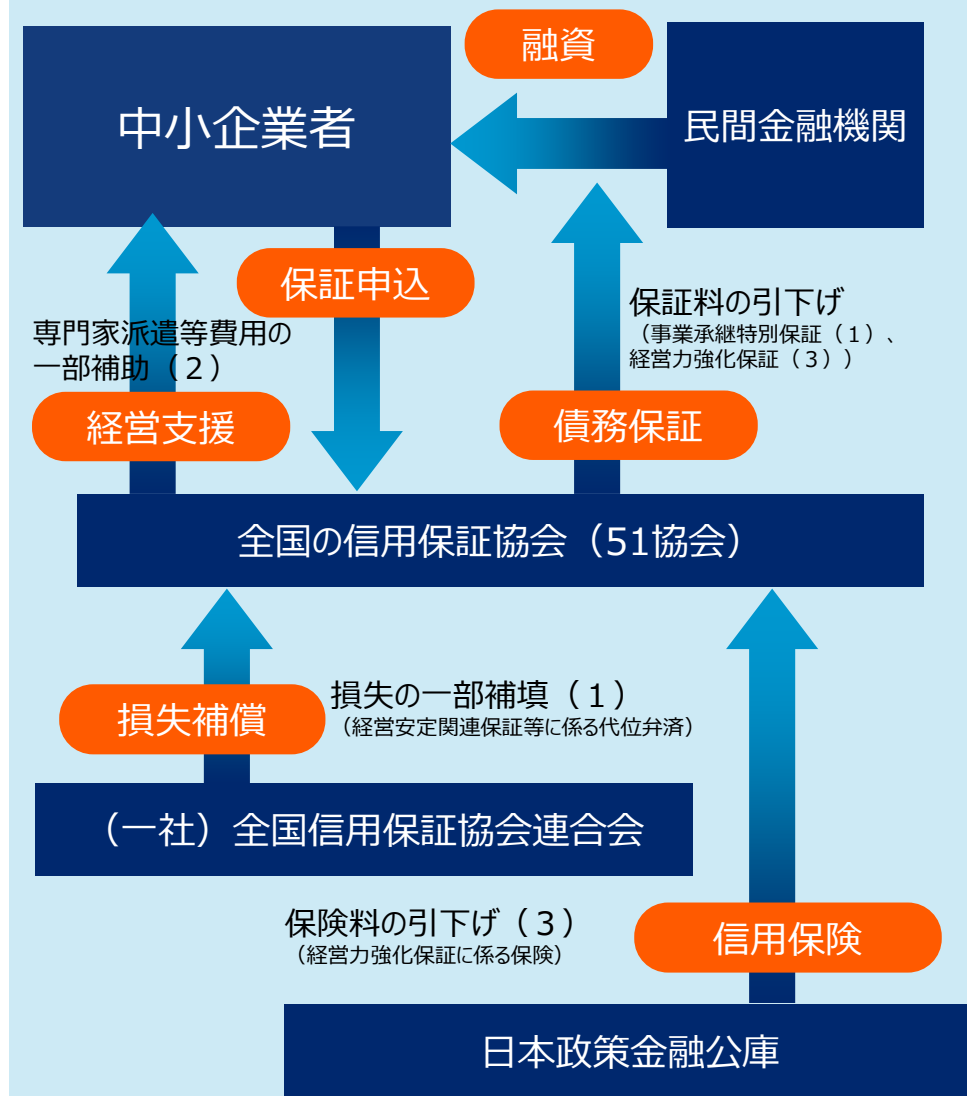 融資
中小企業者
民間金融機関
保証申込
保証料の引下げ
（事業承継特別保証（１）、
経営力強化保証（３））
専門家派遣等費用の
一部補助（２）
経営支援
債務保証
全国の信用保証協会（51協会）
損失補償
損失の一部補填（１）
（経営安定関連保証等に係る代位弁済）
（一社）全国信用保証協会連合会
保険料の引下げ（３）
（経営力強化保証に係る保険）
信用保険
日本政策金融公庫